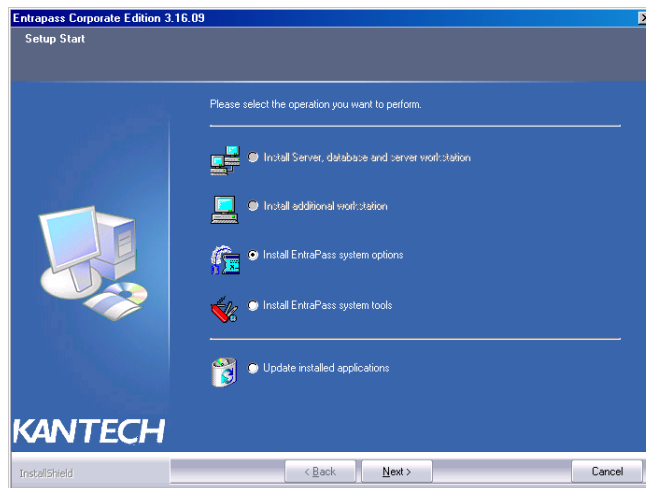 Entrapass Corporate Edition 3.16.09
Setup Start
Please select the operation you want to perform.
Install Server, database and server workstation
Install additional workstation
Install EntraPass system options
Install EntraPass system tools
Update installed applications
KANTECH
InstallShield
< Back
Next >
Cancel